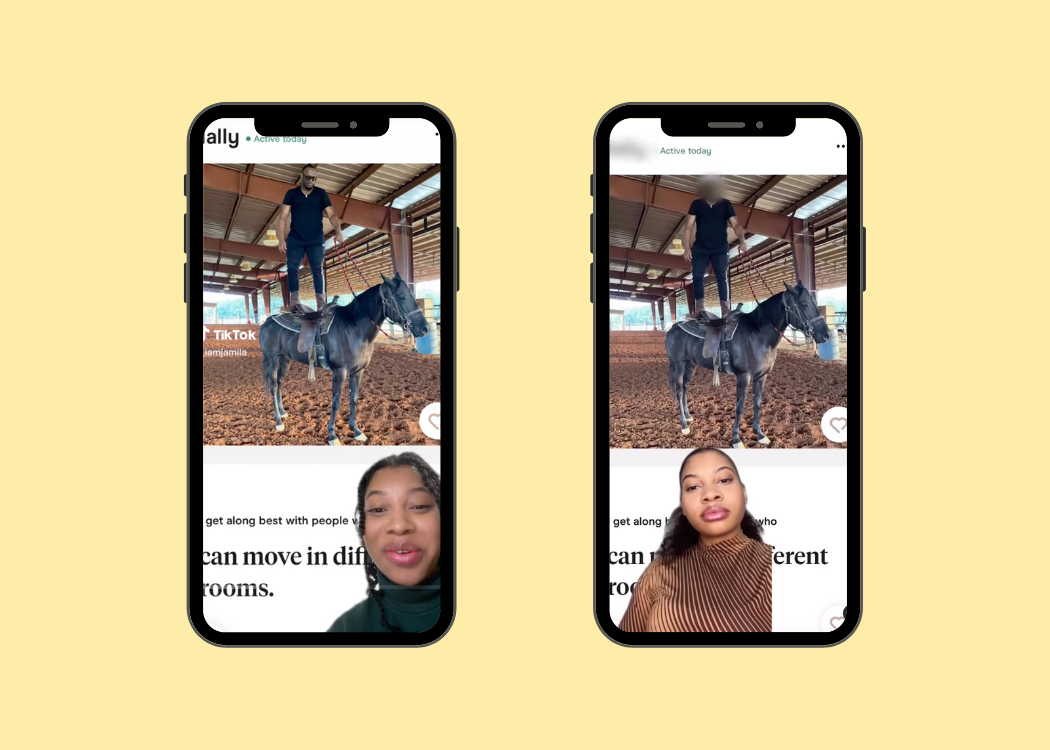 ally Active today
TikTok
iamjamila
get along best with people w
can move in diff
rooms.
Active today
get along b who
can ferent
roo